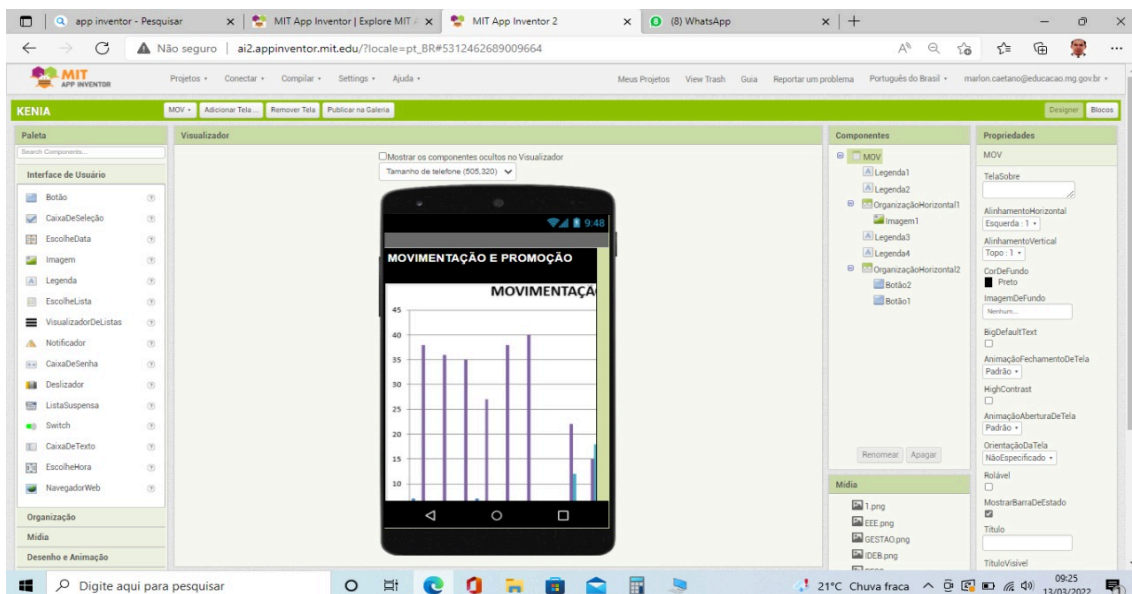 app inventor - Pesquisar
MIT App Inventor | Explore MIT A
MIT App Inventor 2
(8) WhatsApp
Não seguro
ai2.appinventor.mit.edu/?locale=pt_BR#5312462689009664
MIT
APP INVENTOR
Projetos
Conectar
Compilar
Settings
Ajuda
Meus Projetos
View Trash
Guia
Reportar um problema
Português do Brasil
marlon.caetano@educacao.mg.gov.br
KENIA
MOV
Adicionar Tela ...
Remover Tela
Publicar na Galeria
Designer
Blocos
Paleta
Search Components...
Interface de Usuário
Botão
CaixaDeSeleção
EscolheData
Imagem
Legenda
EscolheLista
VisualizadorDeListas
Notificador
CaixaDeSenha
Deslizador
ListaSuspensa
Switch
CaixaDeTexto
EscolheHora
NavegadorWeb
Organização
Mídia
Desenho e Animação
Visualizador
Mostrar os componentes ocultos no Visualizador
Tamanho de telefone (505,320)
9:48
MOVIMENTAÇÃO E PROMOÇÃO
MOVIMENTAÇA
45
40
35
30
25
20
15
10
Componentes
MOV
Legenda1
Legenda2
OrganizaçãoHorizontal1
Imagem1
Legenda3
Legenda4
OrganizaçãoHorizontal2
Botão2
Botão1
Renomear
Apagar
Mídia
1.png
EEE.png
GESTAO.png
IDEB.png
Propriedades
MOV
TelaSobre
AlinhamentoHorizontal
Esquerda : 1
AlinhamentoVertical
Topo : 1
CorDeFundo
Preto
ImagemDeFundo
Nenhum...
BigDefaultText
AnimaçãoFechamentoDeTela
Padrão
HighContrast
AnimaçãoAberturaDeTela
Padrão
OrientaçãoDaTela
NãoEspecificado
Rolável
MostrarBarraDeEstado
Título
TítuloVisível
Digite aqui para pesquisar
21°C Chuva fraca
09:25
13/03/2022